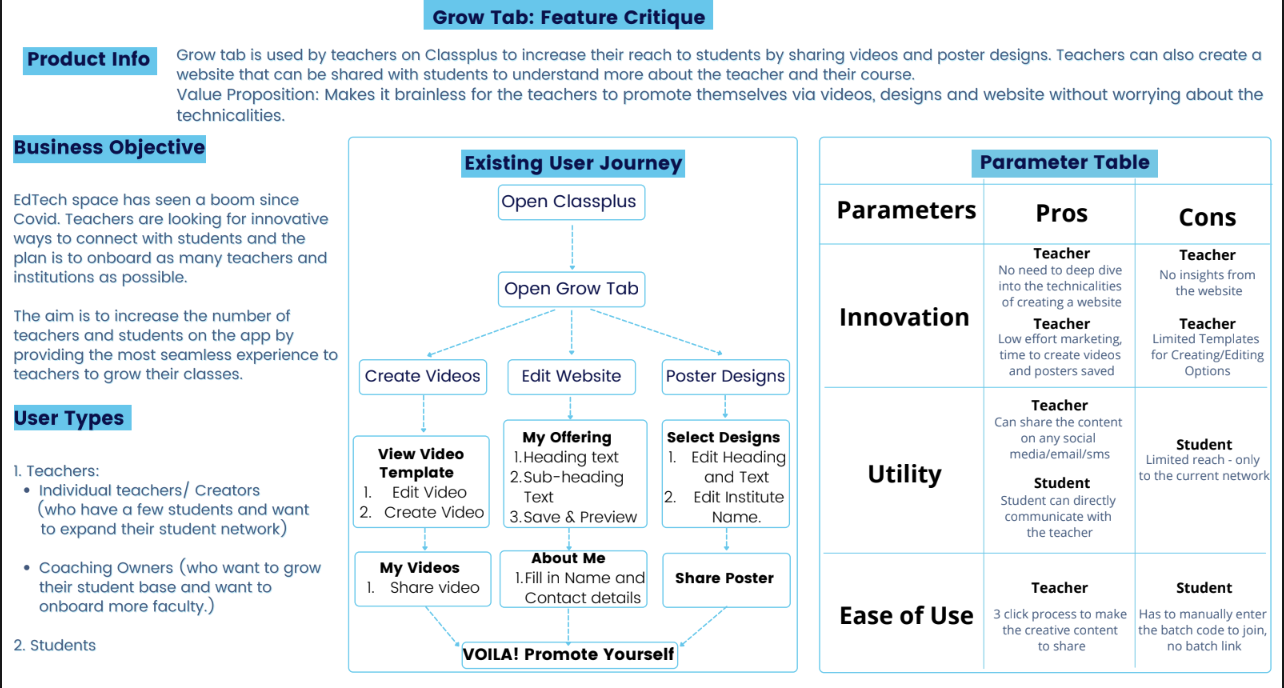 Grow Tab: Feature Critique
Product Info
Grow tab is used by teachers on Classplus to increase their reach to students by sharing videos and poster designs. Teachers can also create a
website that can be shared with students to understand more about the teacher and their course.
Value Proposition: Makes it brainless for the teachers to promote themselves via videos, designs and website without worrying about the
technicalities.
Business Objective
EdTech space has seen a boom since
Covid. Teachers are looking for innovative
ways to connect with students and the
plan is to onboard as many teachers and
institutions as possible.
The aim is to increase the number of
teachers and students on the app by
providing the most seamless experience to
teachers to grow their classes.
User Types
1. Teachers:
• Individual teachers/ Creators
(who have a few students and want
to expand their student network)
• Coaching Owners (who want to grow
their student base and want to
onboard more faculty.)
2. Students
Existing User Journey
Open Classplus
Open Grow Tab
Create Videos
Edit Website
Poster Designs
View Video
Template
1. Edit Video
2. Create Video
My Offering
1.Heading text
2.Sub-heading
Text
3.Save & Preview
Select Designs
1. Edit Heading
and Text
2. Edit Institute
Name.
My Videos
1. Share video
About Me
1.Fill in Name and
Contact details
Share Poster
VOILA! Promote Yourself
Parameter Table
Parameters
Pros
Cons
Innovation
Teacher
No need to deep dive
into the technicalities
of creating a website
Teacher
Low effort marketing,
time to create videos
and posters saved
Teacher
No insights from
the website
Teacher
Limited Templates
for Creating/Editing
Options
Utility
Teacher
Can share the content
on any social
media/email/sms
Student
Student can directly
communicate with
the teacher
Student
Limited reach - only
to the current network
Ease of Use
Teacher
3 click process to make
the creative content
to share
Student
Has to manually enter
the batch code to join,
no batch link